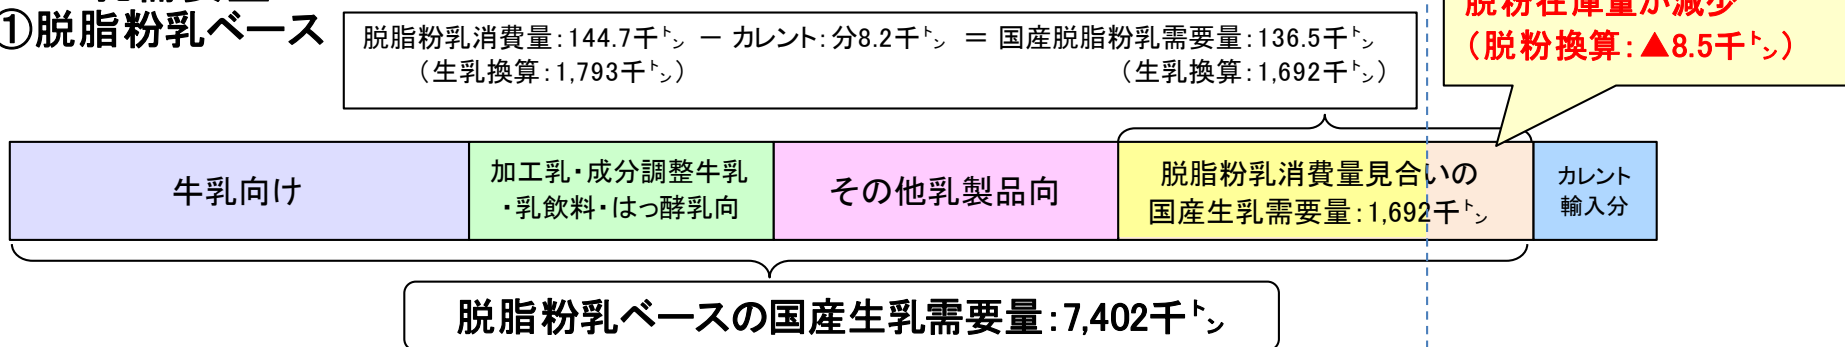 ①脱脂粉乳ベース
脱脂粉乳消費量:144.7千㌧ － カレント:分8.2千㌧ ＝ 国産脱脂粉乳需要量:136.5千㌧
（生乳換算:1,793千㌧） （生乳換算:1,692千㌧）
（脱粉換算:▲8.5千㌧）
牛乳向け
加工乳・成分調整牛乳
・乳飲料・はっ酵乳向
その他乳製品向
脱脂粉乳消費量見合いの
国産生乳需要量:1,692千㌧
カレント
輸入分
脱脂粉乳ベースの国産生乳需要量:7,402千㌧